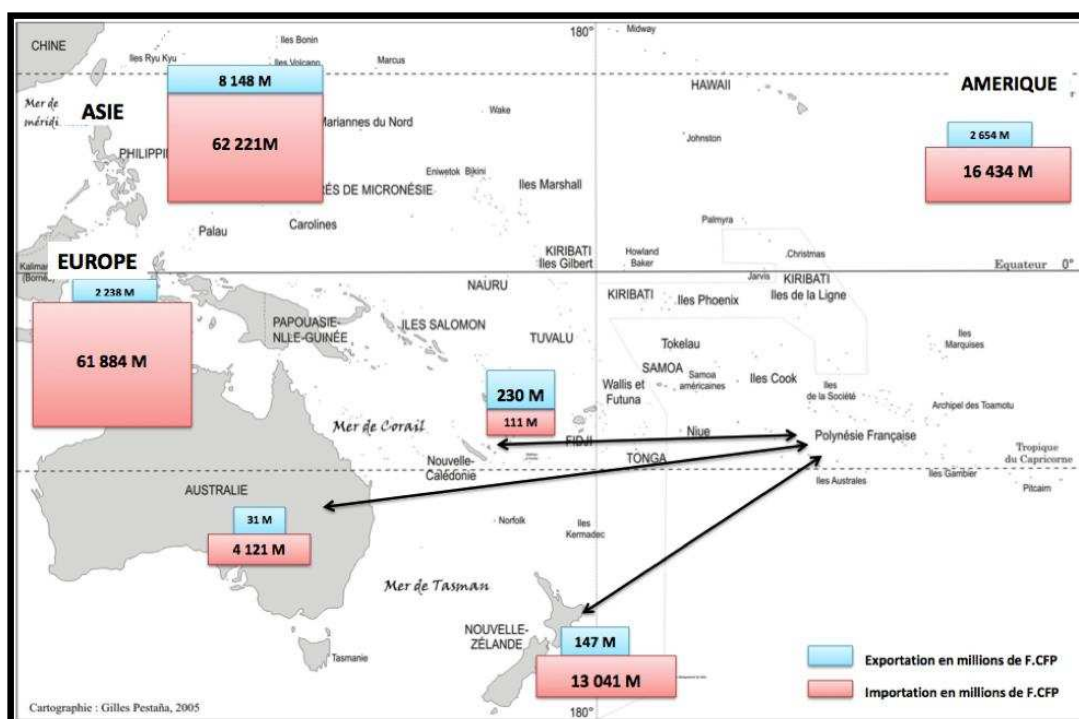 180°
Midway
CHINE
Iles Bonin
Iles Ryu Kyu
Iles Volcano
Marcus
HAWAII
AMERIQUE
8 148 M
Mer de
ASIE
Wake
2 654 M
Mariannes du Nord
Johnston
62 221M
16 434 M
Eniwetok
Bikini
Iles Marshall
RÉS DE MICRONÉSIE
Palmyra
Carolines
Palau
EUROPE
KIRIBATI
Iles Gilbert
Howland
Baker
Christmas
Equateur 0°
Jarvis
KIRIBATI
Iles de la Ligne
NAURU
2 238 M
KIRIBATI
Iles Phoenix
PAPOUASIE-
NLLE-GUINÉE
ILES SALOMON
TUVALU
Iles
Marquises
Tokelau
61 884 M
SAMOA
Samoa
américaines
Iles Cook
Wallis et
Futuna
Iles
de la Société
230 M
Archipel des Toamotu
111 M
Mer de Corail
FIDJI
Niue
Polynésie Française
Nouvelle-
Calédonie
TONGA
Tropique
du Capricorne
Iles Gambier
Iles Australes
Pitcairn
AUSTRALIE
31 M
Norfolk
Iles
Kermadec
4 121 M
Mer de Tasman
NOUVELLE-
ZÉLANDE
147 M
Tasmanie
Exportation en millions de F.CFP
13 041 M
Importation en millions de F.CFP
Cartographie : Gilles Pestaña, 2005
180°